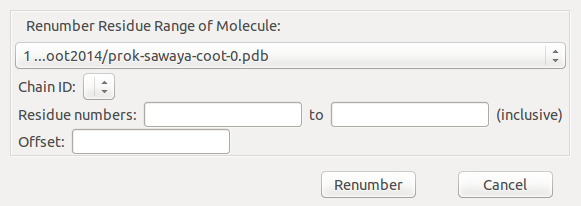 Renumber Residue Range of Molecule:
1 ...oot2014/prok-sawaya-coot-0.pdb
Chain ID:
Residue numbers: to (inclusive)
Offset:
Renumber Cancel